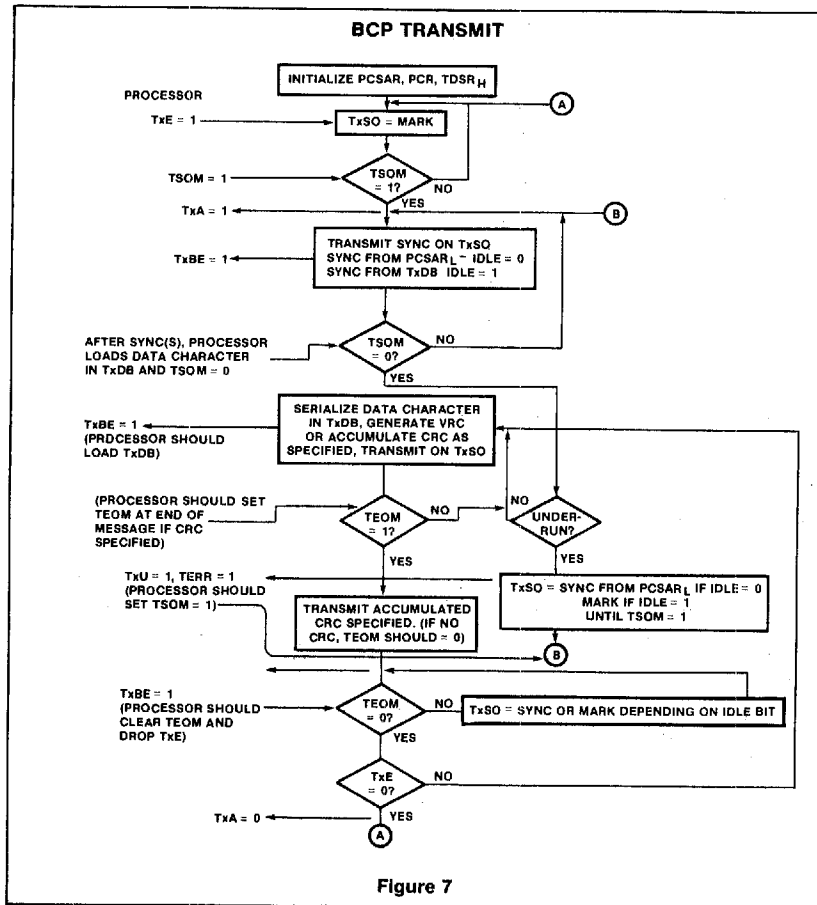 BCP TRANSMIT
INITIALIZE PCSAR, PCR, TDSRH
A
PROCESSOR
TxE = 1
TxSO = MARK
TSOM = 1
TSOM
= 1?
NO
YES
TxA = 1
B
TRANSMIT SYNC ON TxSO
SYNC FROM PCSARL - IDLE = 0
SYNC FROM TxDB IDLE = 1
TxBE = 1
AFTER SYNC(S), PROCESSOR
LOADS DATA CHARACTER
IN TxDB AND TSOM = 0
TSOM
= 0?
NO
YES
SERIALIZE DATA CHARACTER
IN TxDB, GENERATE VRC
OR ACCUMULATE CRC AS
SPECIFIED, TRANSMIT ON TxSO
TxBE = 1
(PRDCESSOR SHOULD
LOAD TxDB)
(PROCESSOR SHOULD SET
TEOM AT END OF
MESSAGE IF CRC
SPECIFIED)
TEOM
= 1?
NO
YES
NO
UNDER-
RUN?
YES
TxU = 1, TERR = 1
(PROCESSOR SHOULD
SET TSOM = 1)
TxSO = SYNC FROM PCSARL IF IDLE = 0
MARK IF IDLE = 1
UNTIL TSOM = 1
TRANSMIT ACCUMULATED
CRC SPECIFIED. (IF NO
CRC, TEOM SHOULD = 0)
B
TxBE = 1
(PROCESSOR SHOULD
CLEAR TEOM AND
DROP TxE)
TEOM
= 0?
NO
YES
TxSO = SYNC OR MARK DEPENDING ON IDLE BIT
TxE
= 0?
NO
YES
TxA = 0
A
Figure 7